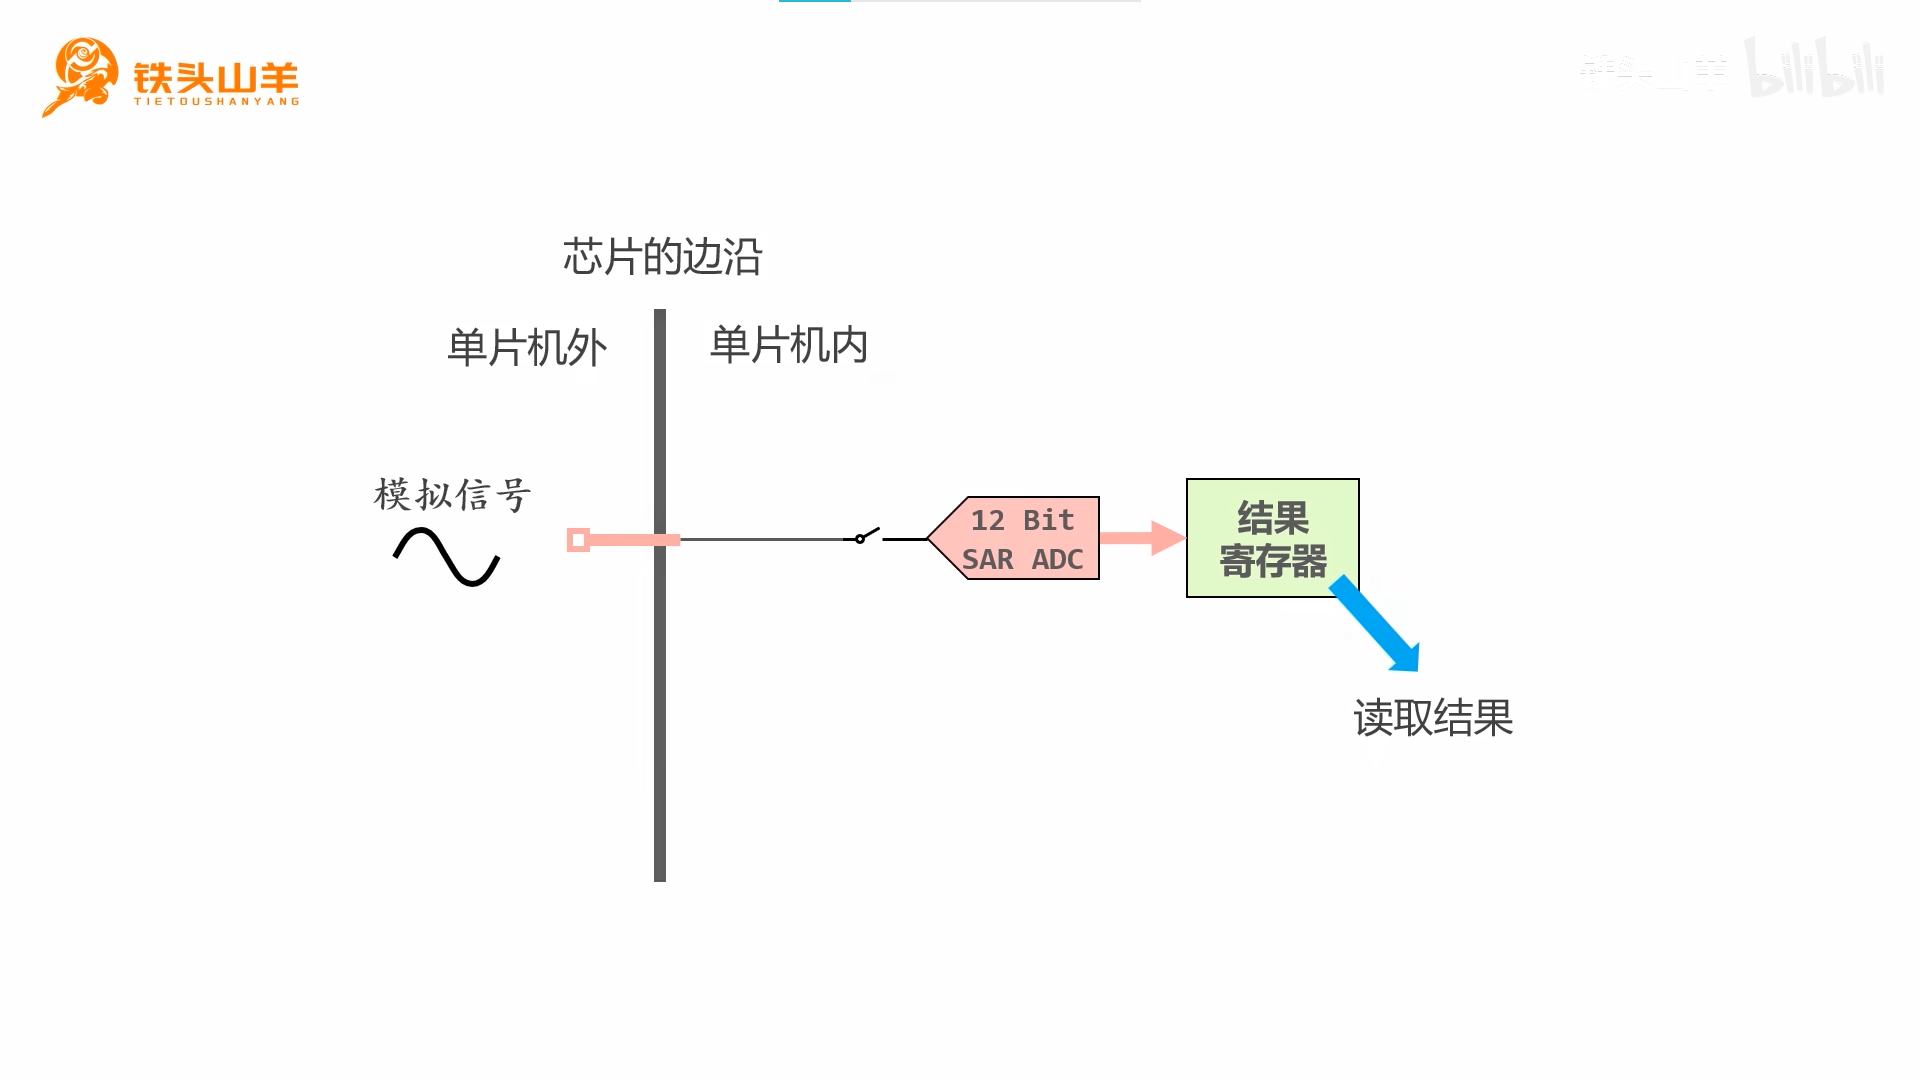 铁头山羊
TIETOUSHANYANG
铁头山羊 bilibili
芯片的边沿
单片机外
单片机内
模拟信号
12 Bit
SAR ADC
结果
寄存器
读取结果